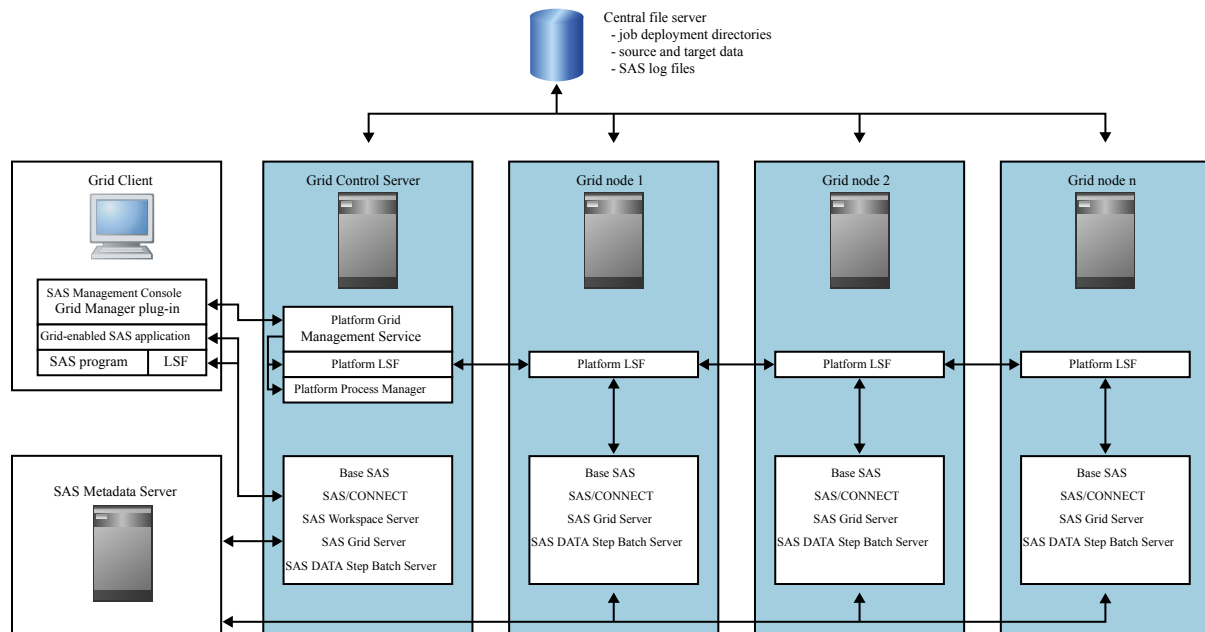 Central file server
- job deployment directories
- source and target data
- SAS log files
Grid Client
SAS Management Console
Grid Manager plug-in
Grid-enabled SAS application
SAS program
LSF
SAS Metadata Server
Grid Control Server
Platform Grid
Management Service
Platform LSF
Platform Process Manager
Base SAS
SAS/CONNECT
SAS Workspace Server
SAS Grid Server
SAS DATA Step Batch Server
Grid node 1
Platform LSF
Base SAS
SAS/CONNECT
SAS Grid Server
SAS DATA Step Batch Server
Grid node 2
Platform LSF
Base SAS
SAS/CONNECT
SAS Grid Server
SAS DATA Step Batch Server
Grid node n
Platform LSF
Base SAS
SAS/CONNECT
SAS Grid Server
SAS DATA Step Batch Server